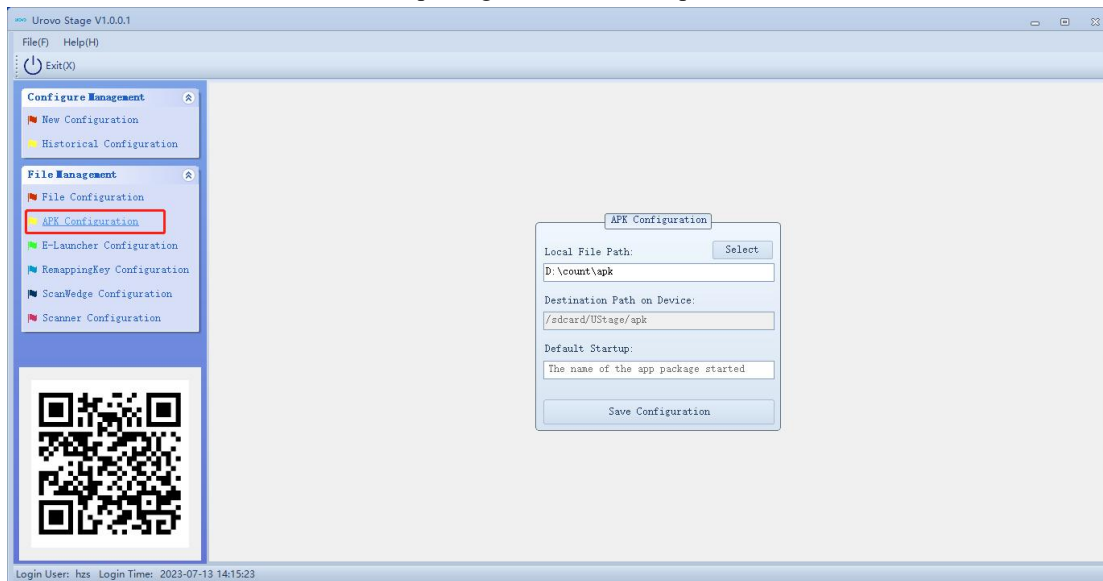 Urovo Stage V1.0.0.1
File(F) Help(H)
Exit(X)
Configure Management
New Configuration
Historical Configuration
File Management
File Configuration
APK Configuration
E-Launcher Configuration
RemappingKey Configuration
ScanWedge Configuration
Scanner Configuration
APK Configuration
Local File Path:
Select
D:\count\apk
Destination Path on Device:
/sdcard/UStage/apk
Default Startup:
The name of the app package started
Save Configuration
Login User: hzs Login Time: 2023-07-13 14:15:23